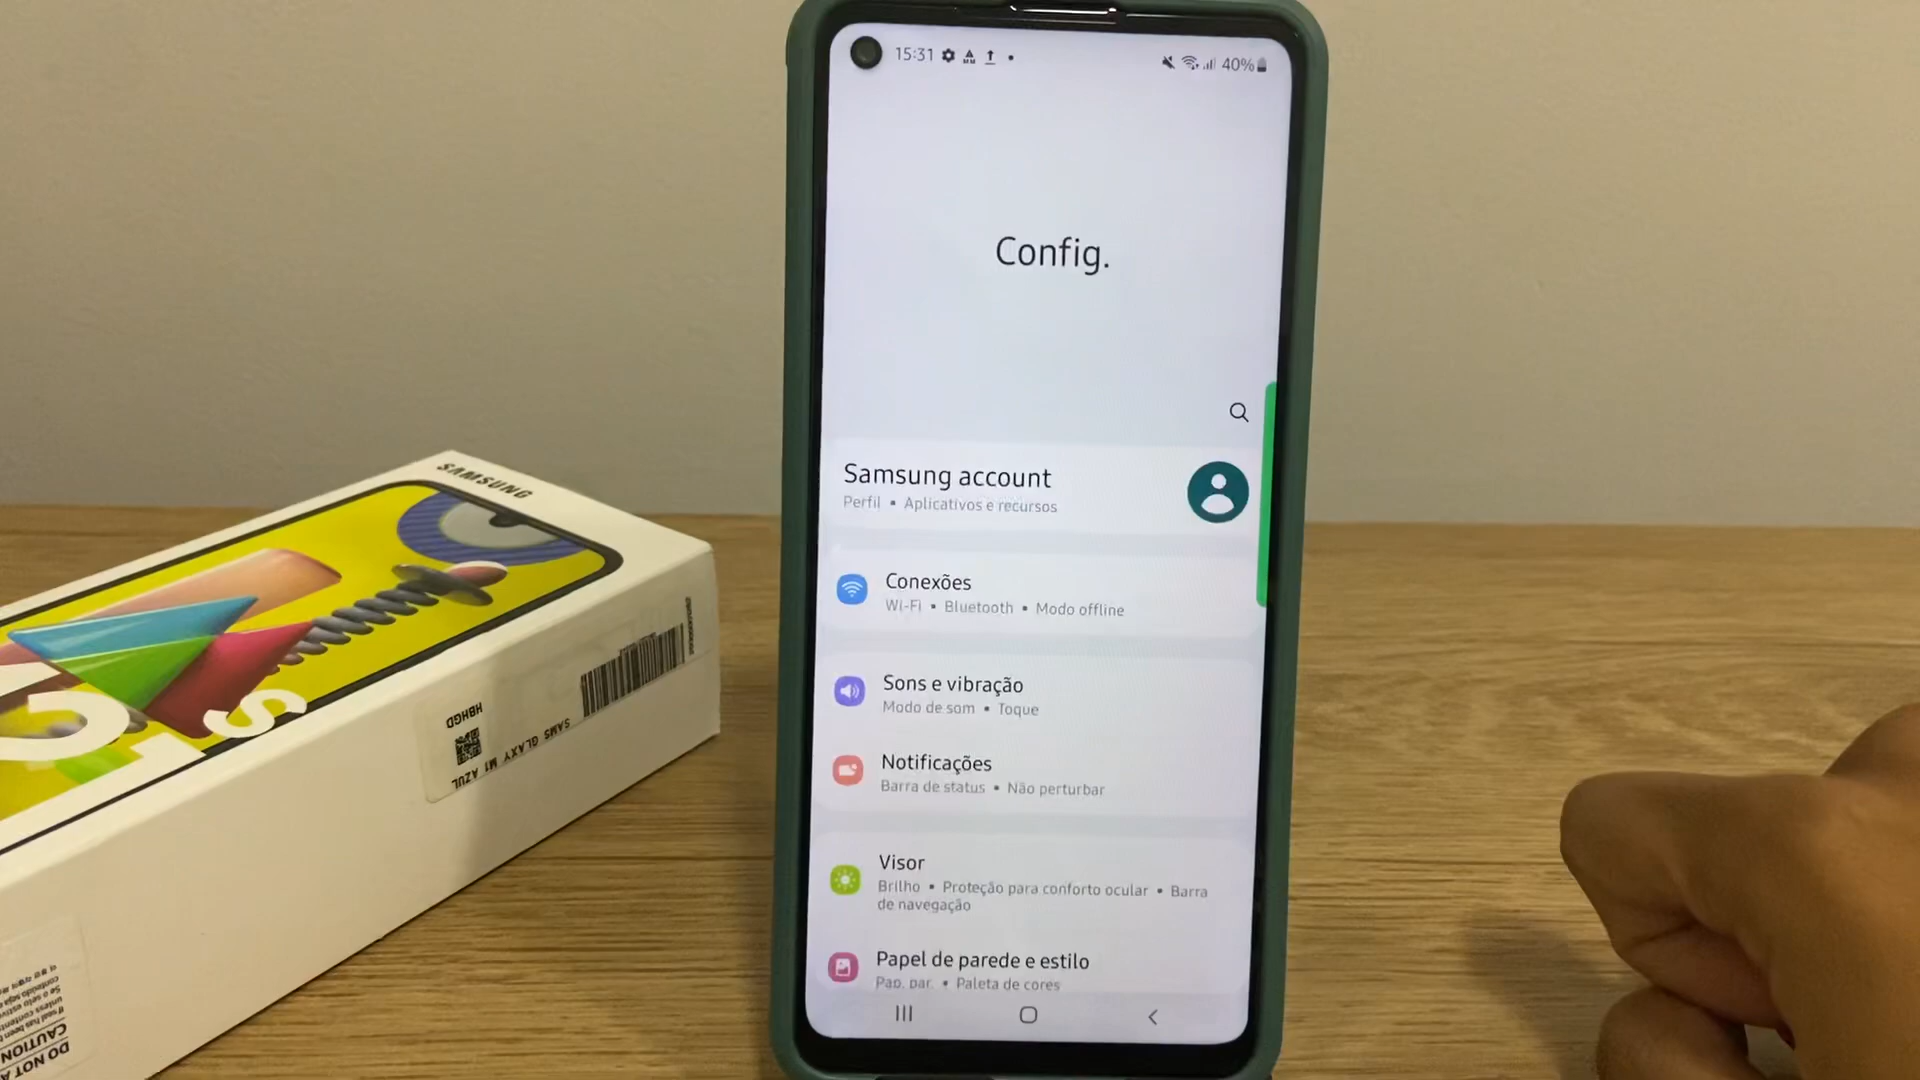 15:31
40%
Config.
Samsung account
Perfil • Aplicativos e recursos
Conexões
Wi-Fi • Bluetooth • Modo offline
Sons e vibração
Modo de som • Toque
Notificações
Barra de status • Não perturbar
Visor
Brilho • Proteção para conforto ocular • Barra
de navegação
Papel de parede e estilo
Pap. par. • Paleta de cores
SAMSUNG
HBHGD
SAMS GLAXY M1 AZUL
CAUTION